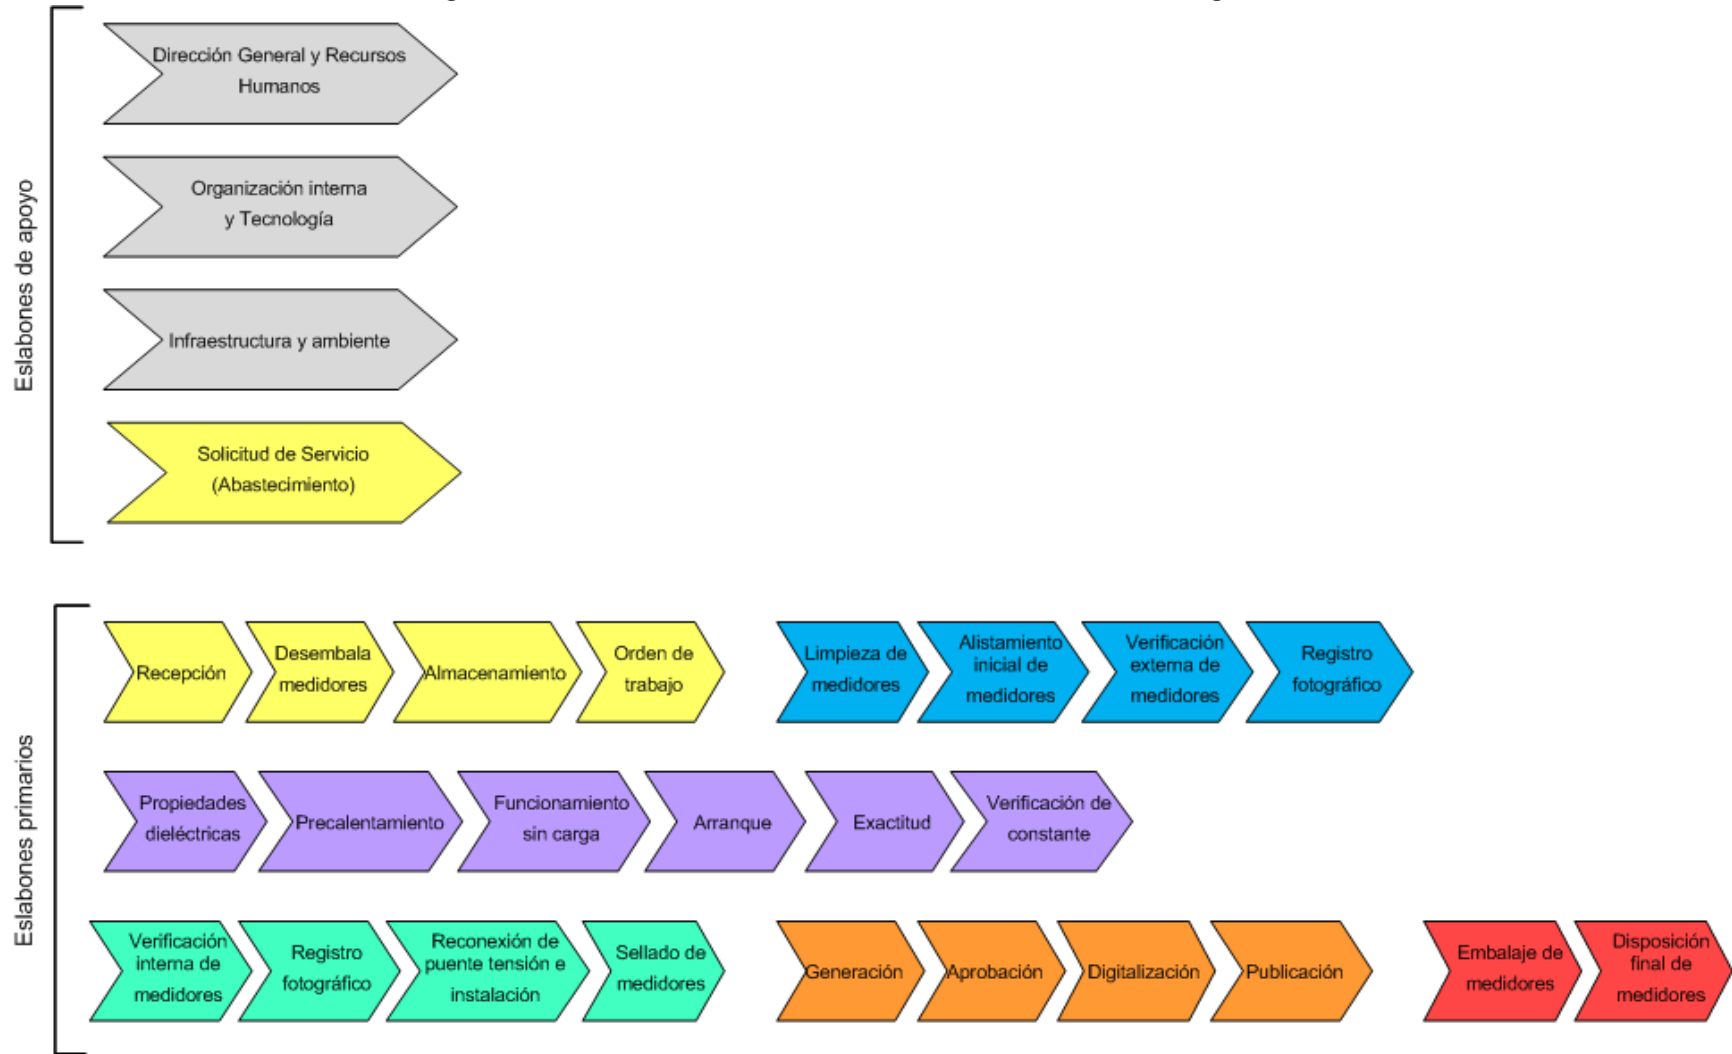 Eslabones de apoyo
Dirección General y Recursos
Humanos
Organización interna
y Tecnología
Infraestructura y ambiente
Solicitud de Servicio
(Abastecimiento)
Eslabones primarios
Recepción
Desembala
medidores
Almacenamiento
Orden de
trabajo
Limpieza de
medidores
Alistamiento
inicial de
medidores
Verificación
externa de
medidores
Registro
fotográfico
Propiedades
dieléctricas
Precalentamiento
Funcionamiento
sin carga
Arranque
Exactitud
Verificación de
constante
Verificación
interna de
medidores
Registro
fotográfico
Reconexión de
puente tensión e
instalación
Sellado de
medidores
Generación
Aprobación
Digitalización
Publicación
Embalaje de
medidores
Disposición
final de
medidores